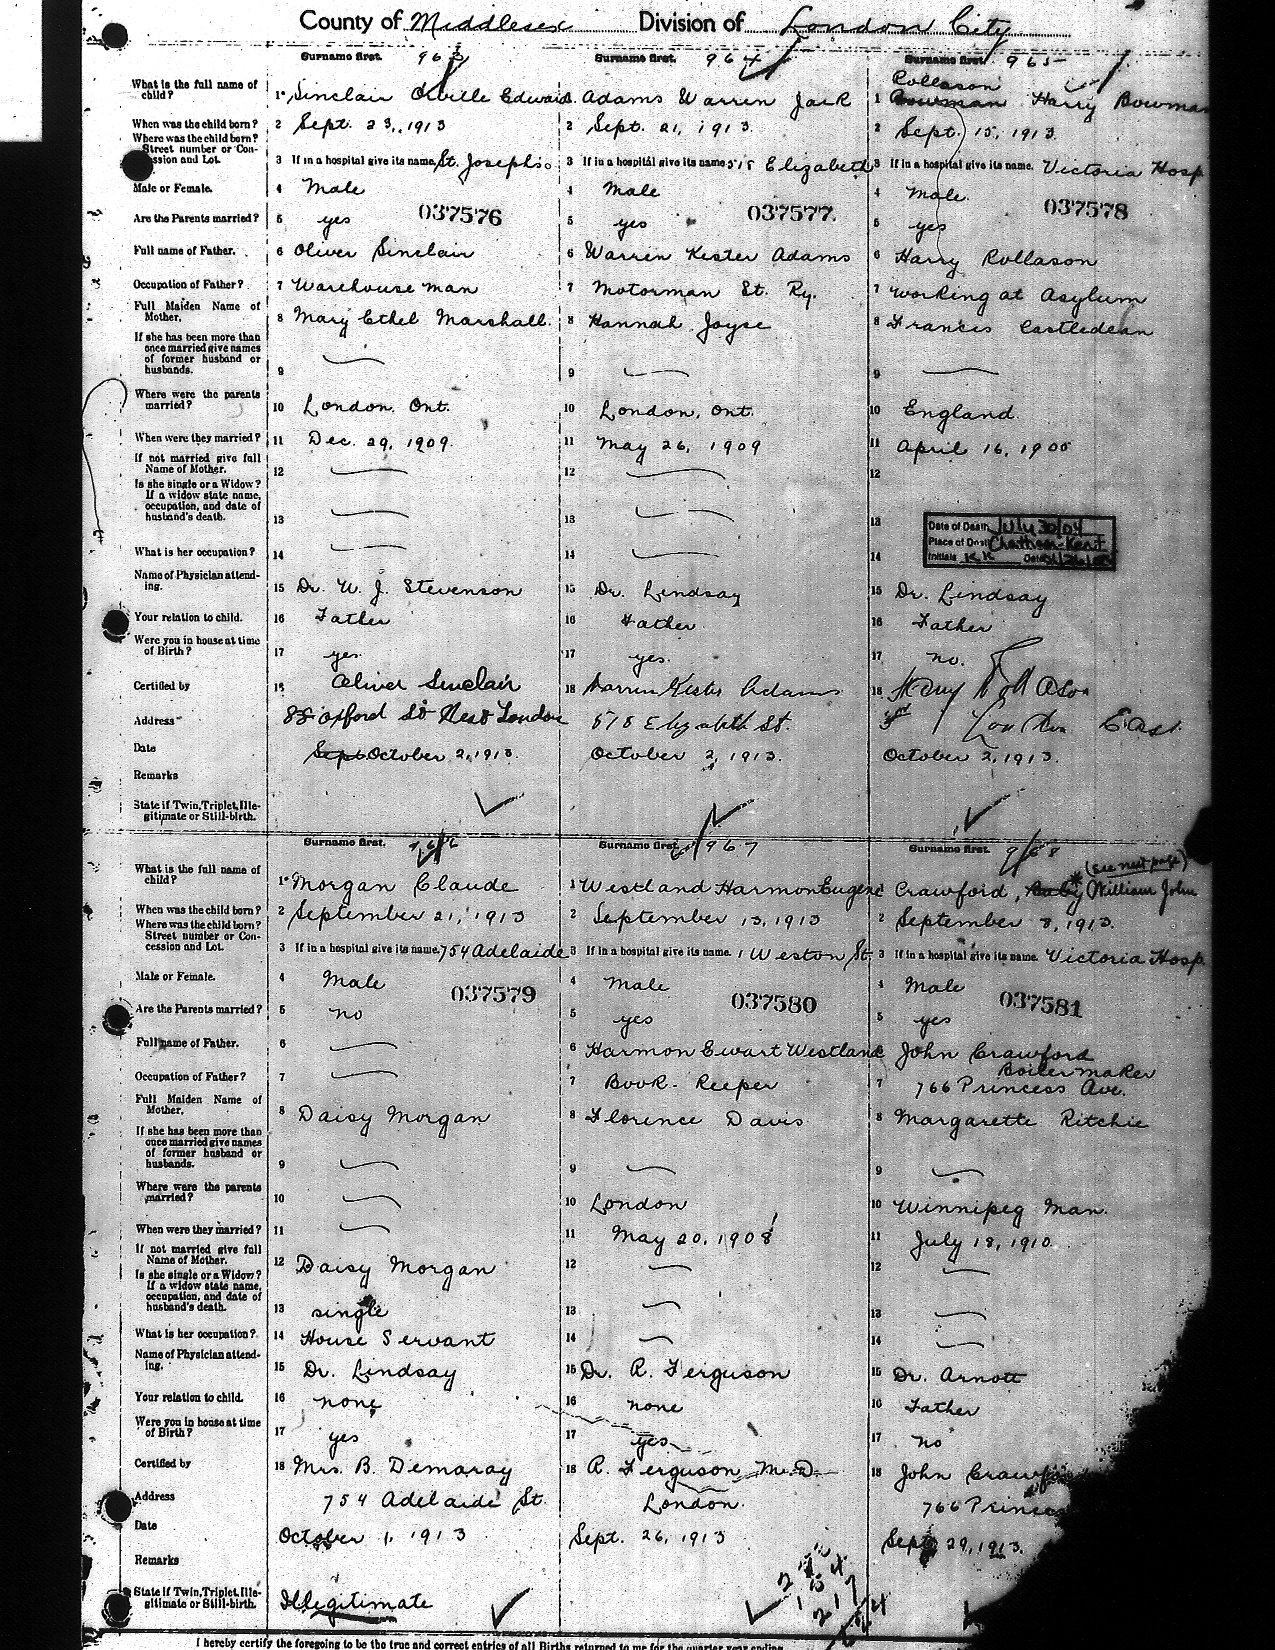 County of Middlesex Division of London City
Surname first. 963
What is the full name of child? 1 Sinclair Orville Edward
When was the child born? 2 Sept. 23, 1913
Where was the child born? Street number or Concession and Lot. 3 If in a hospital give its name. St. Joseph's
Male or Female. 4 Male
037576
Are the Parents married? 5 yes
Full name of Father. 6 Oliver Sinclair
Occupation of Father? 7 Warehouse man
Full Maiden Name of Mother. 8 Mary Ethel Marshall
If she has been more than once married give names of former husband or husbands. 9 —
Where were the parents married? 10 London, Ont.
When were they married? 11 Dec. 29, 1909.
If not married give full Name of Mother. 12 —
Is she single or a Widow? If a widow state name, occupation, and date of husband's death. 13 —
What is her occupation? 14 —
Name of Physician attending. 15 Dr. W. J. Stevenson
Your relation to child. 16 Father
Were you in house at time of Birth? 17 yes.
Certified by 18 Oliver Sinclair
Address 88 Oxford St West London
Date Sept October 2, 1913.
Remarks
State if Twin, Triplet, Illegitimate or Still-birth.
Surname first. 964
1 Adams Warren Jack
2 Sept. 21, 1913.
3 If in a hospital give its name 518 Elizabeth
4 Male
037577
5 yes
6 Warren Kester Adams
7 Motorman St. Ry.
8 Hannah Joyce
9 —
10 London, Ont.
11 May 26, 1909
12 —
13 —
14 —
15 Dr. Lindsay
16 Father
17 yes.
18 Warren Kester Adams
518 Elizabeth St.
October 2, 1913.
Surname first. 965
Rollason
1 Bowman Harry Bowman
2 Sept. 15, 1913
3 If in a hospital give its name. Victoria Hosp
4 Male
037578
5 yes
6 Harry Rollason
7 Working at Asylum
8 Francis Castledean
9 —
10 England.
11 April 16, 1900
12
13
Date of Death July 30/04
Place of Death Chatham-Kent
Initials KK Date
14
15 Dr. Lindsay
16 Father
17 no.
18 Harry Rollason
London East.
October 2, 1913.
Surname first. 966
What is the full name of child? 1 Morgan Claude
When was the child born? 2 September 21, 1913
Where was the child born? Street number or Concession and Lot. 3 If in a hospital give its name. 754 Adelaide
Male or Female. 4 Male
037579
Are the Parents married? 5 no
Full name of Father. 6 —
Occupation of Father? 7 —
Full Maiden Name of Mother. 8 Daisy Morgan
If she has been more than once married give names of former husband or husbands. 9 —
Where were the parents married? 10 —
When were they married? 11 —
If not married give full Name of Mother. 12 Daisy Morgan
Is she single or a Widow? If a widow state name, occupation, and date of husband's death. 13 single
What is her occupation? 14 House Servant
Name of Physician attending. 15 Dr. Lindsay
Your relation to child. 16 none
Were you in house at time of Birth? 17 yes
Certified by 18 Mrs. B. Demaray
Address 754 Adelaide St.
Date October 1, 1913
Remarks
State if Twin, Triplet, Illegitimate or Still-birth. Illegitimate
Surname first. 967
1 Westland Harmon Eugene
2 September 13, 1913
3 If in a hospital give its name. 1 Weston St.
4 Male
037580
5 yes
6 Harmon Ewart Westland
7 Book-Keeper
8 Florence Davis
9 —
10 London
11 May 20, 1908
12 —
13 —
14 —
15 Dr. R. Ferguson
16 none
17 yes
18 R. Ferguson M.D.
London.
Sept. 26, 1913
Surname first. 968
(see next page)
1 Crawford, Baby William John
2 September 8, 1913.
3 If in a hospital give its name. Victoria Hosp
4 Male
037581
5 yes
6 John Crawford
Boilermaker
7 766 Princess Ave.
8 Margarette Ritchie
9 —
10 Winnipeg Man.
11 July 18, 1910.
12 —
13 —
14 —
15 Dr. Arnott
16 Father
17 no
18 John Crawfo
766 Princes
Sept 29, 1913.
I hereby certify the foregoing to be the true and correct entries of all Births returned to me for the quarter year ending